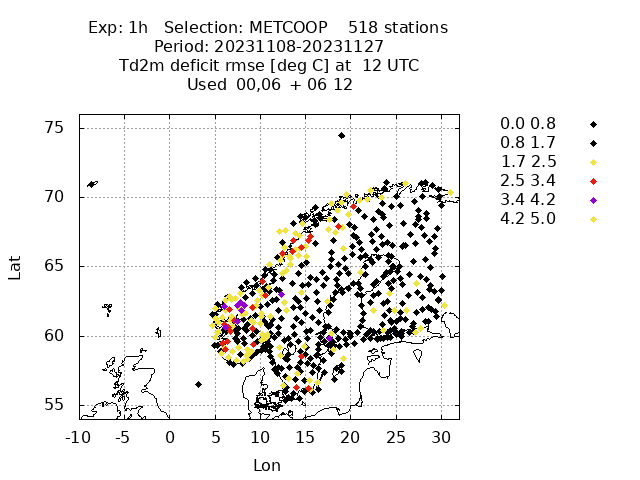 Exp: 1h Selection: METCOOP 518 stations
Period: 20231108-20231127
Td2m deficit rmse [deg C] at 12 UTC
Used 00,06 + 06 12
75
70
65
60
55
Lat
-10 -5 0 5 10 15 20 25 30
Lon
0.0 0.8
0.8 1.7
1.7 2.5
2.5 3.4
3.4 4.2
4.2 5.0